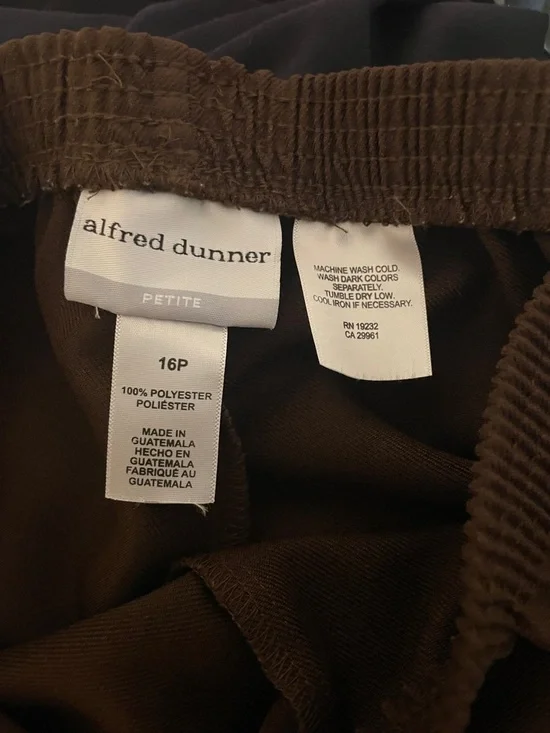 alfred dunner
PETITE
16P
100% POLYESTER
POLIÉSTER
MADE IN
GUATEMALA
HECHO EN
GUATEMALA
FABRIQUÉ AU
GUATEMALA
MACHINE WASH COLD.
WASH DARK COLORS
SEPARATELY.
TUMBLE DRY LOW.
COOL IRON IF NECESSARY.
RN 19232
CA 29961